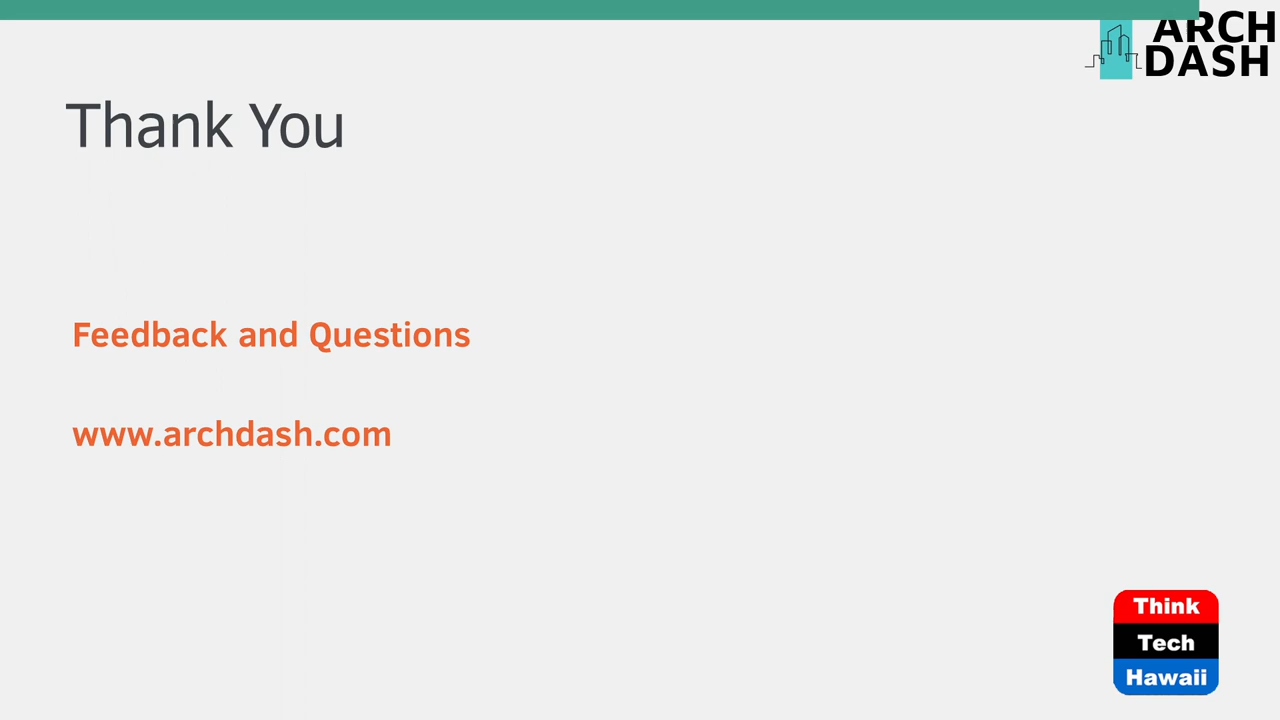 ARCH
DASH
Thank You
Feedback and Questions
www.archdash.com
Think
Tech
Hawaii